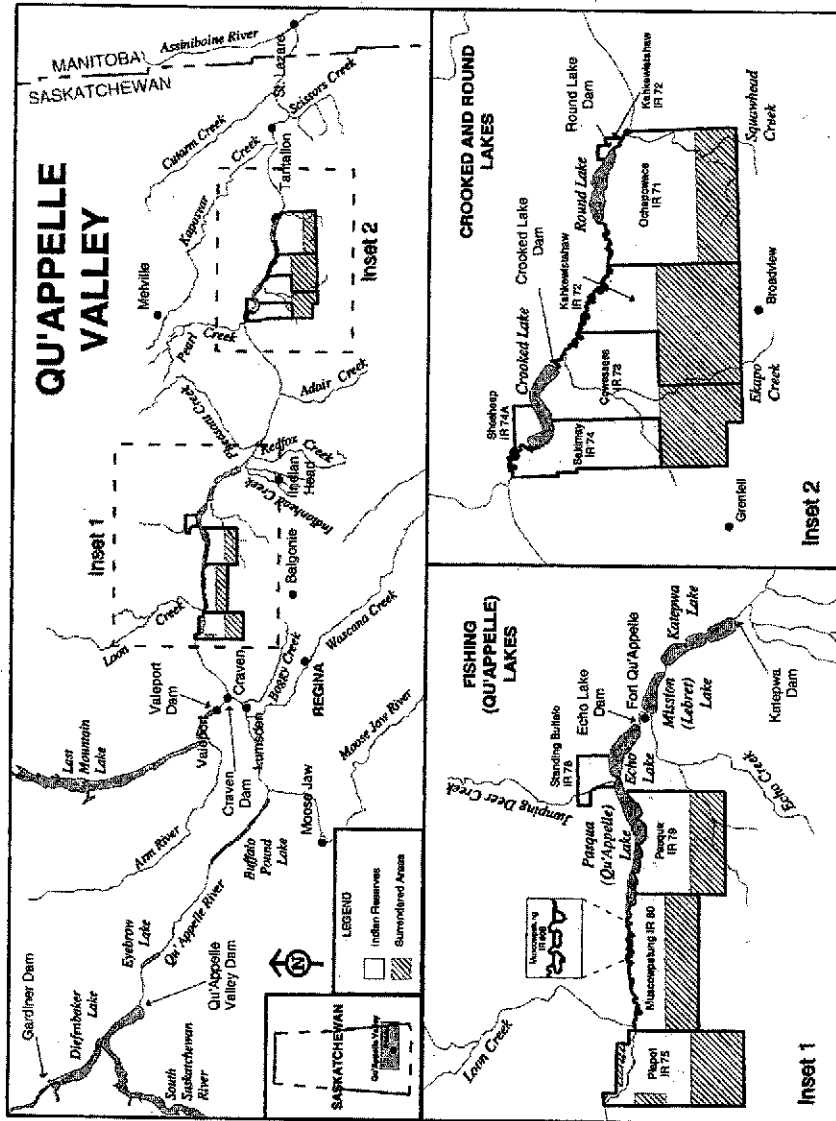 QU'APPELLE
VALLEY
MANITOBA
SASKATCHEWAN
Assiniboine River
St. Lazare
Scissors Creek
Cutarm Creek
Kaposvar
Creek
Tantallon
Melville
Pearl
Creek
Inset 2
Adair Creek
Pheasant Creek
Redfox
Creek
Indian
Head
Indianhead Creek
Inset 1
Balgonie
Loon
Creek
Valeport
Dam
Valeport
Craven
Craven
Dam
Lumsden
Boggy Creek
REGINA
Wascana Creek
Last
Mountain
Lake
Moose Jaw River
Moose Jaw
Arm River
Buffalo
Pound
Lake
Qu'Appelle River
Eyebrow
Lake
Qu'Appelle
Valley Dam
Gardiner Dam
Diefenbaker
Lake
South
Saskatchewan
River
N
LEGEND
Indian Reserves
Surrendered Areas
SASKATCHEWAN
Qu'Appelle Valley
FISHING
(QU'APPELLE)
LAKES
Katepwa
Lake
Fort Qu'Appelle
Mission
(Lebret)
Lake
Katepwa
Dam
Echo Lake
Dam
Echo
Lake
Standing Buffalo
IR 78
Jumping Deer Creek
Echo Creek
Pasqua
(Qu'Appelle)
Lake
Pasqua
IR 79
Muscowpetung
IR 80B
Muscowpetung IR 80
Loon Creek
Piapot
IR 75
Inset 1
CROOKED AND ROUND
LAKES
Round Lake
Dam
Kahkewistahaw
IR 72
Round Lake
Squawhead
Creek
Ochapowace
IR 71
Crooked Lake
Dam
Kahkewistahaw
IR 72
Crooked Lake
Cowessess
IR 73
Broadview
Ekapo
Creek
Shesheep
IR 74A
Sakimay
IR 74
Grenfell
Inset 2